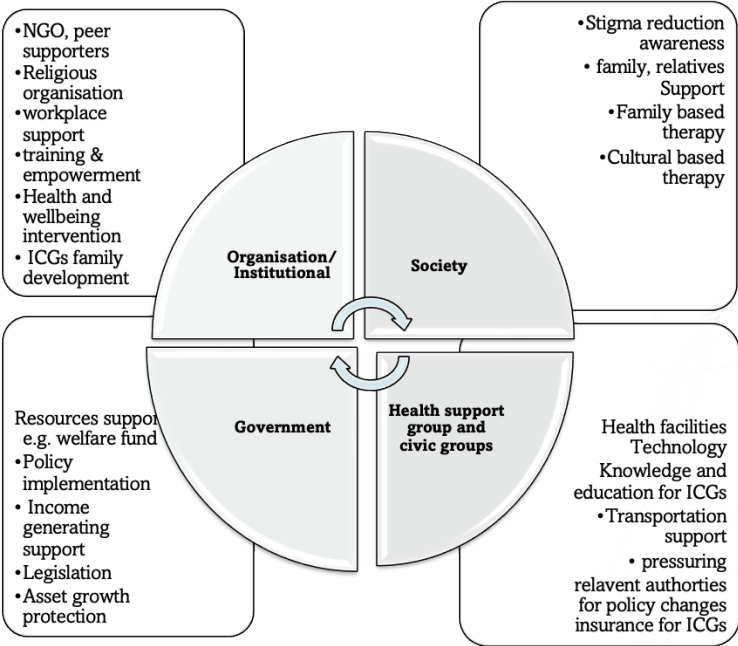 •NGO, peer
supporters
•Religious
organisation
•workplace
support
•training &
empowerment
•Health and
wellbeing
intervention
• ICGs family
development
•Stigma reduction
awareness
• family, relatives
Support
•Family based
therapy
•Cultural based
therapy
Organisation/
Institutional
Society
Government
Health support
group and
civic groups
Resources suppor
e.g. welfare fund
•Policy
implementation
• Income
generating
support
•Legislation
•Asset growth
protection
Health facilities
Technology
Knowledge and
education for ICGs
•Transportation
support
• pressuring
relavent authorties
for policy changes
insurance for ICGs